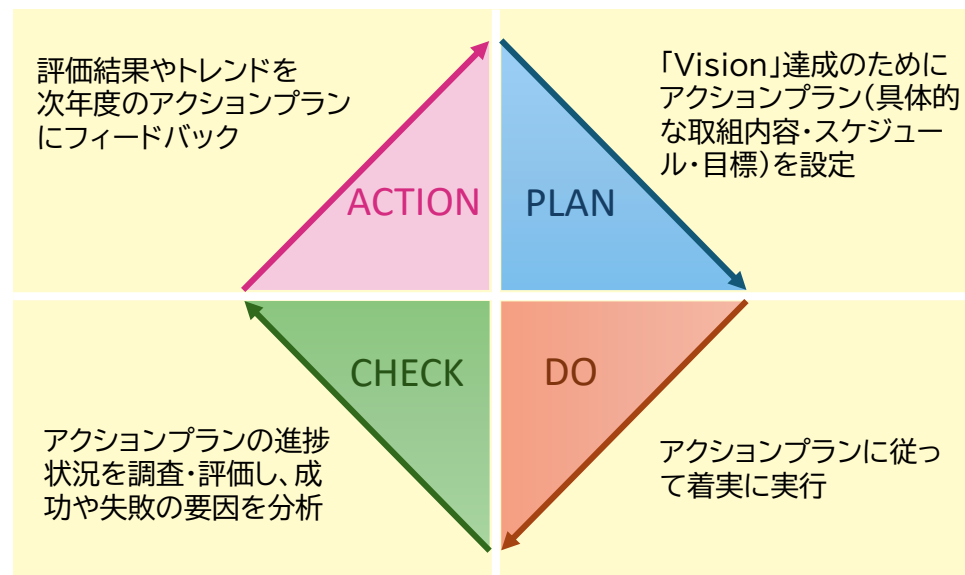 評価結果やトレンドを
次年度のアクションプラン
にフィードバック
ACTION
PLAN
「Vision」達成のために
アクションプラン(具体的
な取組内容・スケジュー
ル・目標)を設定
CHECK
DO
アクションプランの進捗
状況を調査・評価し、成
功や失敗の要因を分析
アクションプランに従っ
て着実に実行